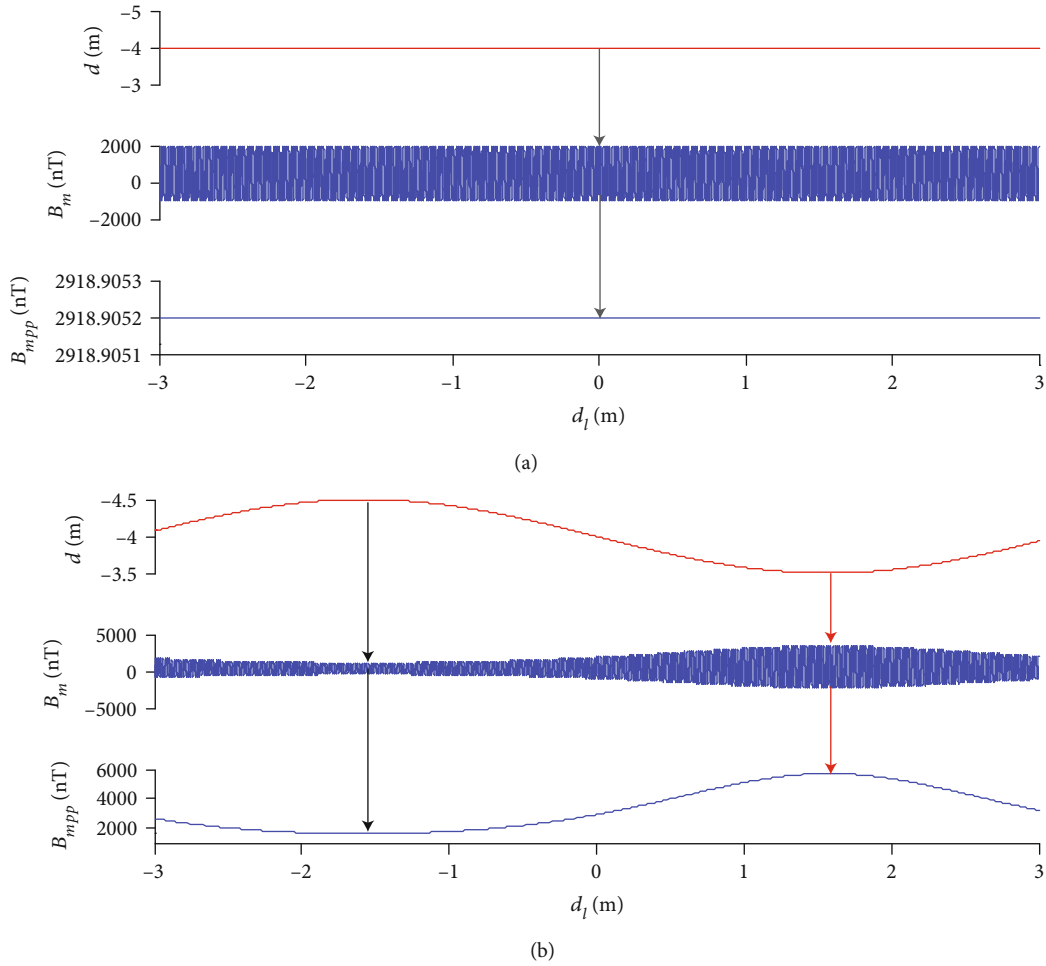 −5
−4
−3
d (m)
2000
0
−2000
B_m (nT)
2918.9053
2918.9052
2918.9051
B_mpp (nT)
−3 −2 −1 0 1 2 3
d_l (m)
(a)
−4.5
−4
−3.5
d (m)
5000
0
−5000
B_m (nT)
6000
4000
2000
B_mpp (nT)
−3 −2 −1 0 1 2 3
d_l (m)
(b)